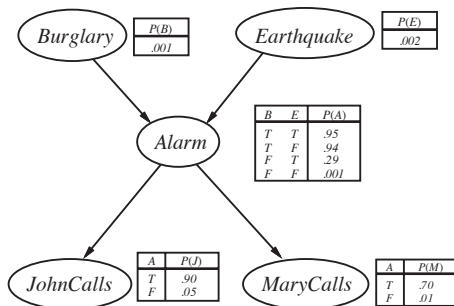 Burglary
P(B)
.001
Earthquake
P(E)
.002
Alarm
B E P(A)
T T .95
T F .94
F T .29
F F .001
JohnCalls
A P(J)
T .90
F .05
MaryCalls
A P(M)
T .70
F .01